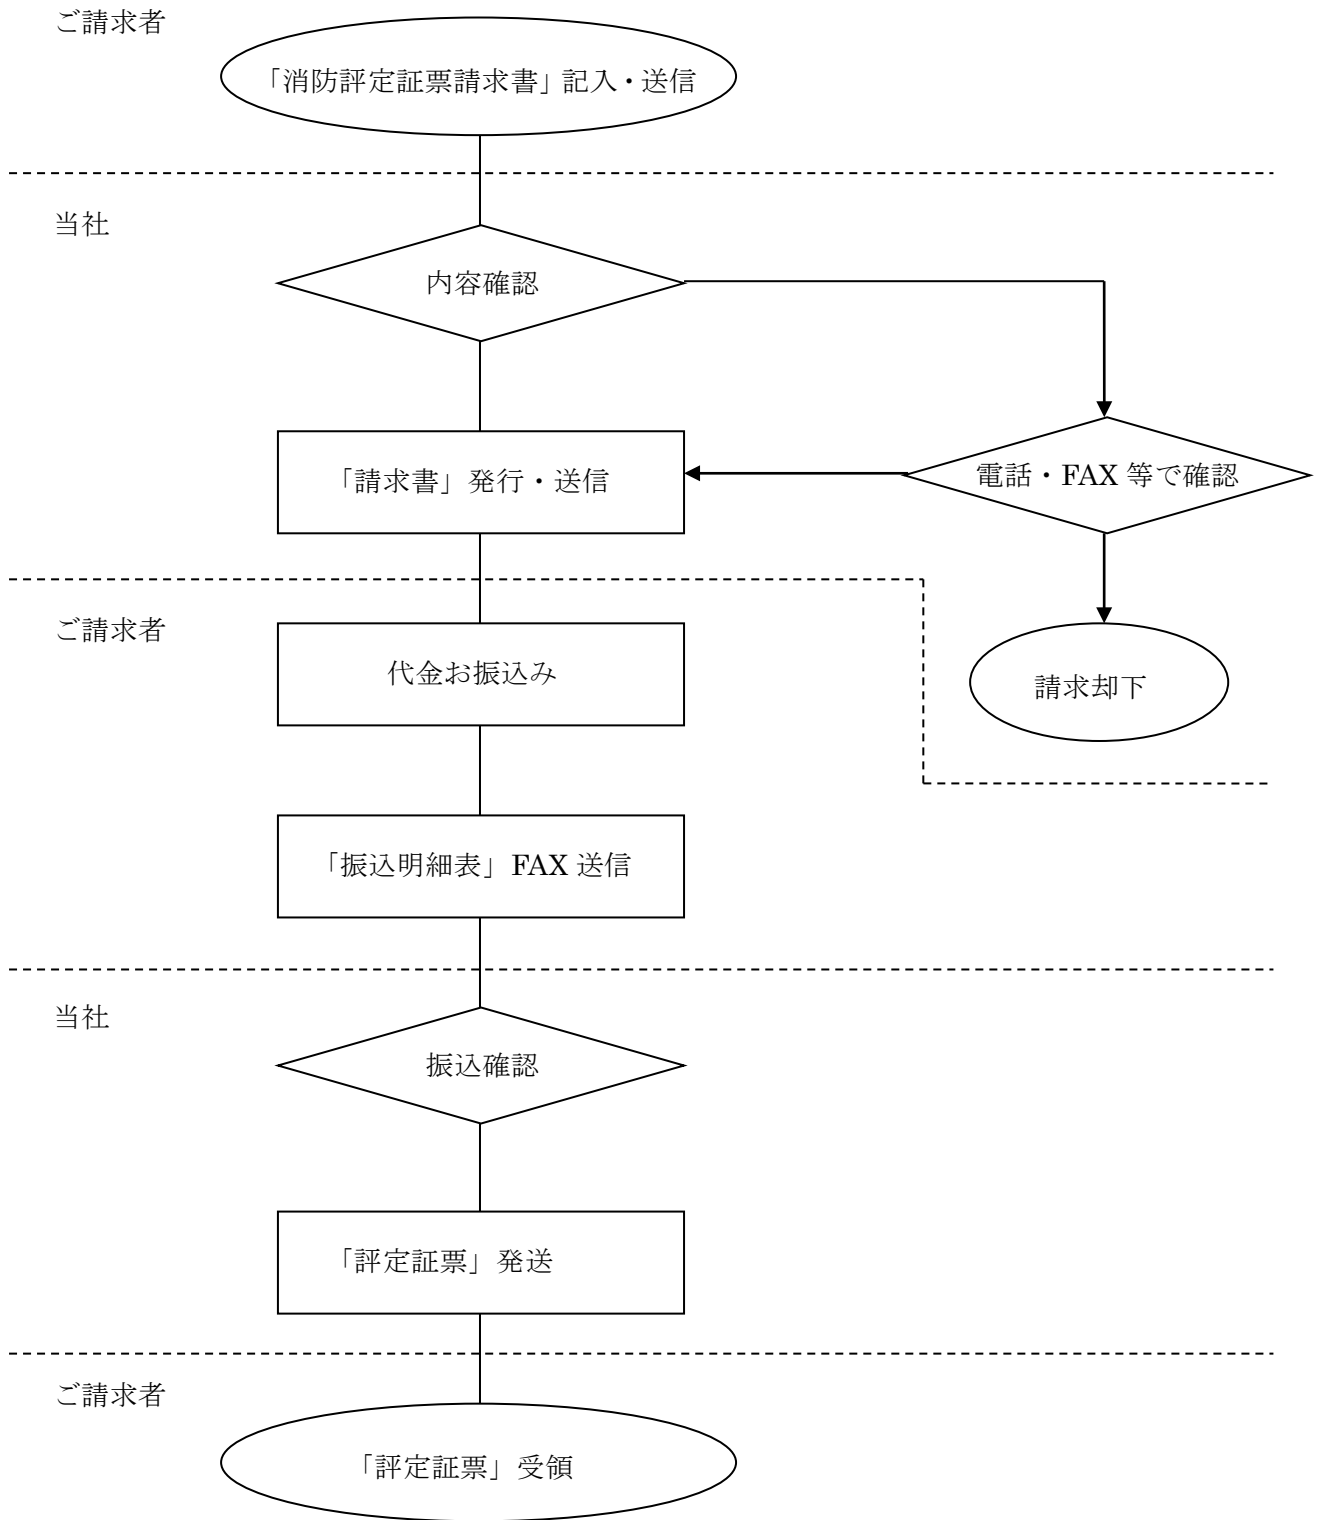 ご請求者
「消防評定証票請求書」記入・送信
当社
内容確認
「請求書」発行・送信
電話・FAX 等で確認
ご請求者
代金お振込み
請求却下
「振込明細表」FAX 送信
当社
振込確認
「評定証票」発送
ご請求者
「評定証票」受領